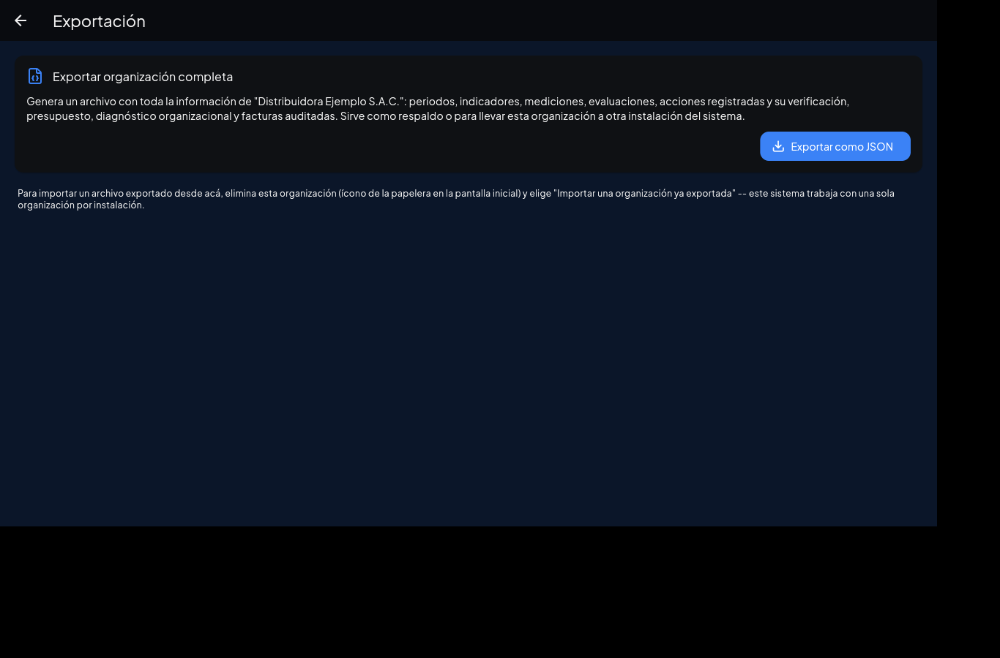 Exportación
Exportar organización completa
Genera un archivo con toda la información de "Distribuidora Ejemplo S.A.C.": periodos, indicadores, mediciones, evaluaciones, acciones registradas y su verificación,
presupuesto, diagnóstico organizacional y facturas auditadas. Sirve como respaldo o para llevar esta organización a otra instalación del sistema.
Exportar como JSON
Para importar un archivo exportado desde acá, elimina esta organización (ícono de la papelera en la pantalla inicial) y elige "Importar una organización ya exportada" -- este sistema trabaja con una sola
organización por instalación.